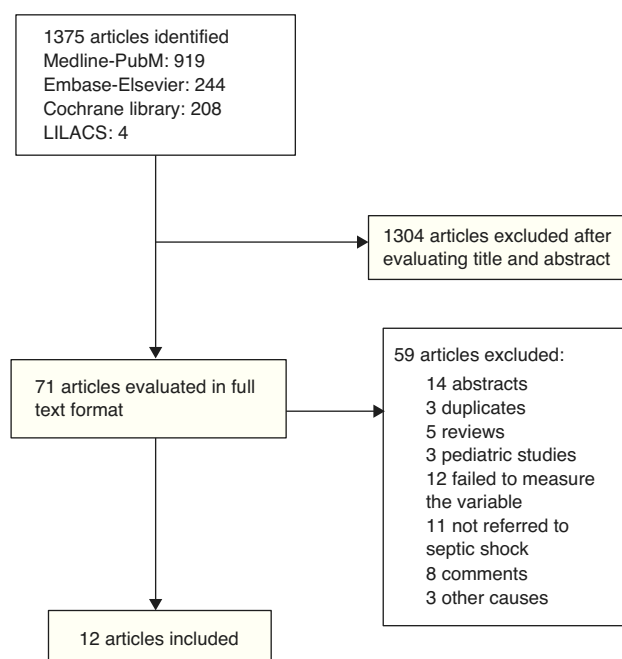 1375 articles identified
Medline-PubM: 919
Embase-Elsevier: 244
Cochrane library: 208
LILACS: 4
1304 articles excluded after
evaluating title and abstract
71 articles evaluated in full
text format
59 articles excluded:
14 abstracts
3 duplicates
5 reviews
3 pediatric studies
12 failed to measure
the variable
11 not referred to
septic shock
8 comments
3 other causes
12 articles included